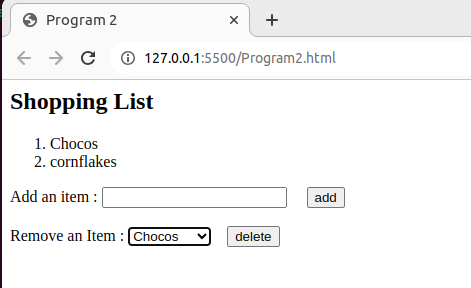 Program 2
127.0.0.1:5500/Program2.html
Shopping List
1. Chocos
2. cornflakes
Add an item : add
Remove an Item : Chocos delete